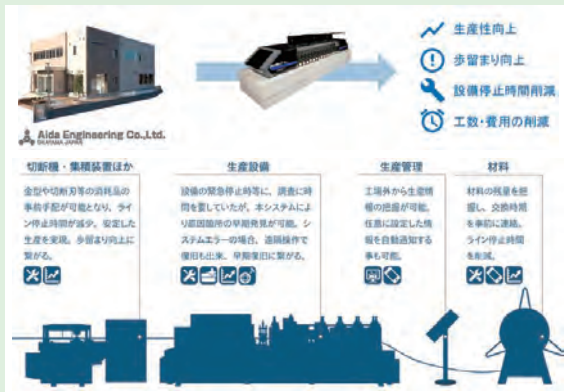 生産性向上
歩留まり向上
設備停止時間削減
工数・費用の削減
Aida Engineering Co.,Ltd.
OKAYAMA JAPAN
切断機・集積装置ほか
金型や切断刃等の消耗品の
事前手配が可能となり、ライ
ン停止時間が減少。安定した
生産を実現。歩留まり向上に
繋がる。
生産設備
設備の緊急停止時等に、調査に時
間を要していたが、本システムによ
り原因箇所の早期発見が可能。シ
ステムエラーの場合、遠隔操作で
復旧も出来、早期復旧に繋がる。
生産管理
工場外から生産情
報の把握が可能。
任意に設定した情
報を自動通知する
事も可能。
材料
材料の残量を把
握し、交換時期
を事前に連絡。
ライン停止時間
を削減。